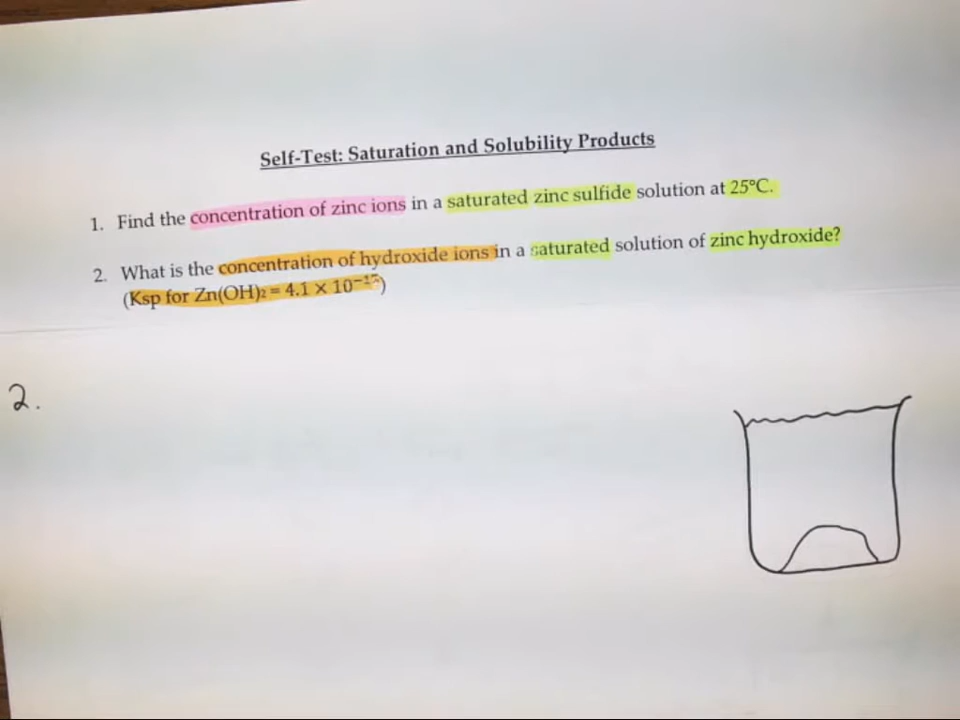 Self-Test: Saturation and Solubility Products
1. Find the concentration of zinc ions in a saturated zinc sulfide solution at 25°C.
2. What is the concentration of hydroxide ions in a saturated solution of zinc hydroxide?
(Ksp for Zn(OH)₂ = 4.1 × 10
2.